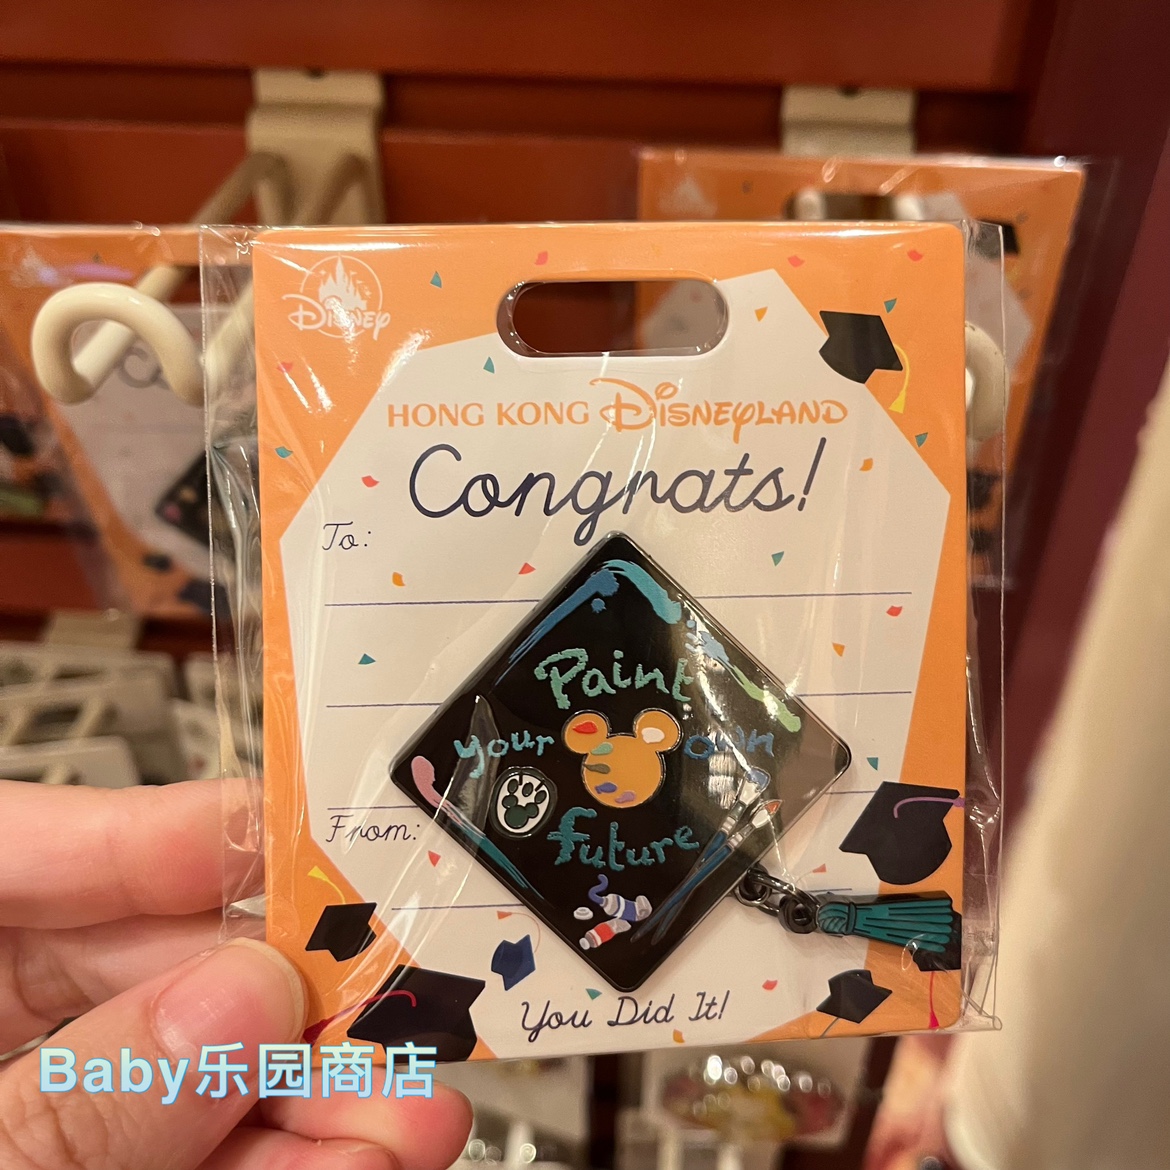 Disney
HONG KONG DISNEYLAND
Congrats!
To:
Paint
your own
future
From:
You Did It!
Baby乐园商店